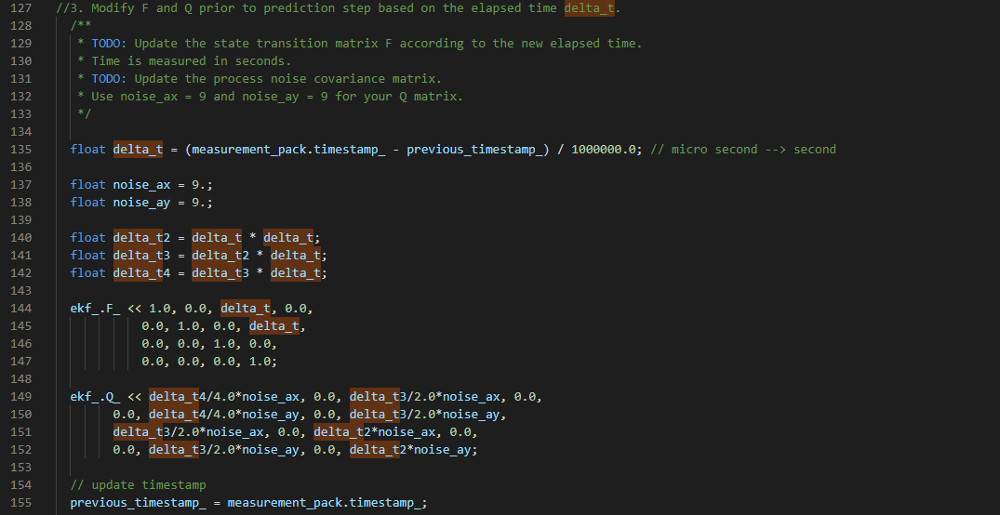 127 //3. Modify F and Q prior to prediction step based on the elapsed time delta_t.
128 /**
129 * TODO: Update the state transition matrix F according to the new elapsed time.
130 * Time is measured in seconds.
131 * TODO: Update the process noise covariance matrix.
132 * Use noise_ax = 9 and noise_ay = 9 for your Q matrix.
133 */
134
135 float delta_t = (measurement_pack.timestamp_ - previous_timestamp_) / 1000000.0; // micro second --> second
136
137 float noise_ax = 9.;
138 float noise_ay = 9.;
139
140 float delta_t2 = delta_t * delta_t;
141 float delta_t3 = delta_t2 * delta_t;
142 float delta_t4 = delta_t3 * delta_t;
143
144 ekf_.F_ << 1.0, 0.0, delta_t, 0.0,
145 0.0, 1.0, 0.0, delta_t,
146 0.0, 0.0, 1.0, 0.0,
147 0.0, 0.0, 0.0, 1.0;
148
149 ekf_.Q_ << delta_t4/4.0*noise_ax, 0.0, delta_t3/2.0*noise_ax, 0.0,
150 0.0, delta_t4/4.0*noise_ay, 0.0, delta_t3/2.0*noise_ay,
151 delta_t3/2.0*noise_ax, 0.0, delta_t2*noise_ax, 0.0,
152 0.0, delta_t3/2.0*noise_ay, 0.0, delta_t2*noise_ay;
153
154 // update timestamp
155 previous_timestamp_ = measurement_pack.timestamp_;